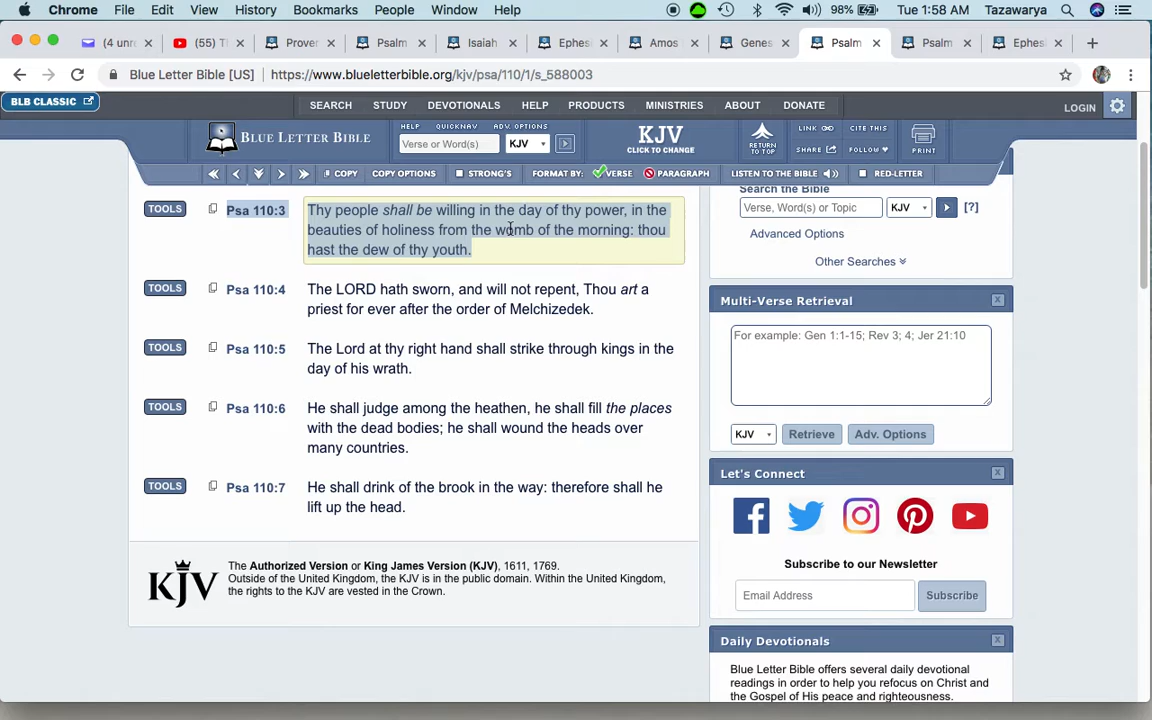 Chrome File Edit View History Bookmarks People Window Help 98% Tue 1:58 AM Tazawarya
(4 unre (55) Th Prover Psalm Isaiah Ephes Amos Genes Psalm Psalm Ephes
Blue Letter Bible [US] https://www.blueletterbible.org/kjv/psa/110/1/s_588003
BLB CLASSIC SEARCH STUDY DEVOTIONALS HELP PRODUCTS MINISTRIES ABOUT DONATE LOGIN
HELP QUICKNAV ADV. OPTIONS
BLUE LETTER BIBLE Verse or Word(s) KJV
KJV
CLICK TO CHANGE
RETURN
TO TOP
LINK CITE THIS
SHARE FOLLOW PRINT
COPY COPY OPTIONS STRONG'S FORMAT BY: VERSE PARAGRAPH LISTEN TO THE BIBLE RED-LETTER
TOOLS Psa 110:3 Thy people shall be willing in the day of thy power, in the
beauties of holiness from the womb of the morning: thou
hast the dew of thy youth.
TOOLS Psa 110:4 The LORD hath sworn, and will not repent, Thou art a
priest for ever after the order of Melchizedek.
TOOLS Psa 110:5 The Lord at thy right hand shall strike through kings in the
day of his wrath.
TOOLS Psa 110:6 He shall judge among the heathen, he shall fill the places
with the dead bodies; he shall wound the heads over
many countries.
TOOLS Psa 110:7 He shall drink of the brook in the way: therefore shall he
lift up the head.
KJV
The Authorized Version or King James Version (KJV), 1611, 1769.
Outside of the United Kingdom, the KJV is in the public domain. Within the United Kingdom,
the rights to the KJV are vested in the Crown.
Search the Bible
Verse, Word(s) or Topic KJV [?]
Advanced Options
Other Searches
Multi-Verse Retrieval X
For example: Gen 1:1-15; Rev 3; 4; Jer 21:10
KJV Retrieve Adv. Options
Let's Connect X
Subscribe to our Newsletter
Email Address Subscribe
Daily Devotionals X
Blue Letter Bible offers several daily devotional
readings in order to help you refocus on Christ and
the Gospel of His peace and righteousness.